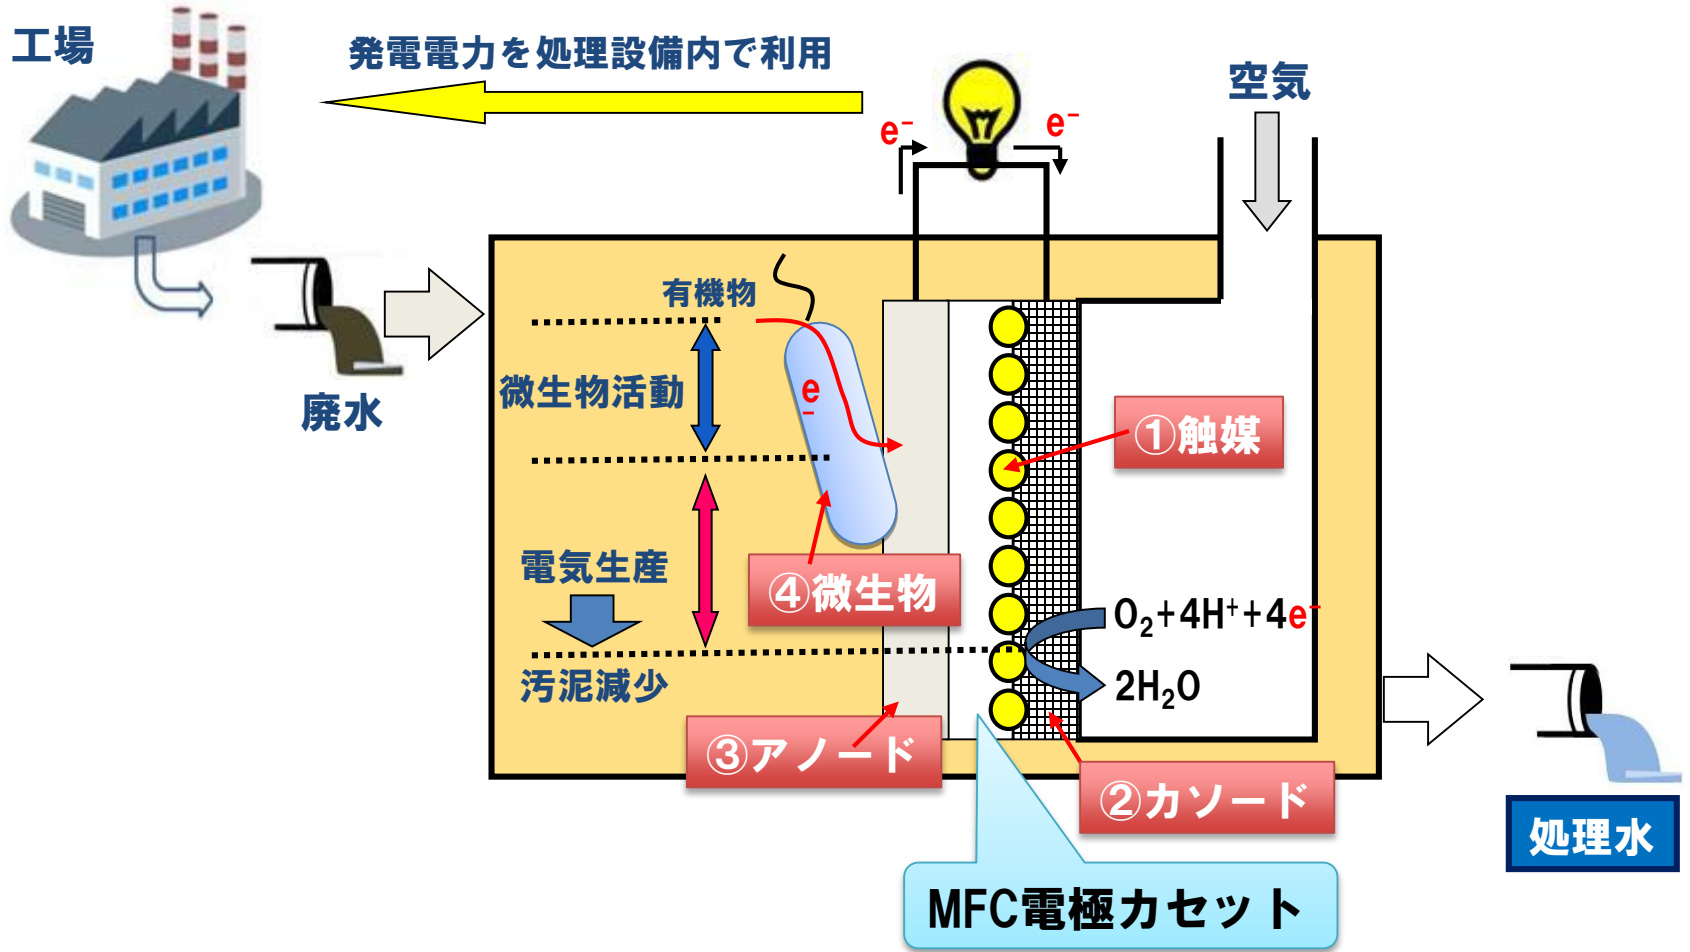 工場
発電電力を処理設備内で利用
空気
e⁻
e⁻
有機物
微生物活動
e⁻
廃水
①触媒
電気生産
④微生物
O₂+4H⁺+4e⁻
汚泥減少
2H₂O
③アノード
②カソード
処理水
MFC電極カセット